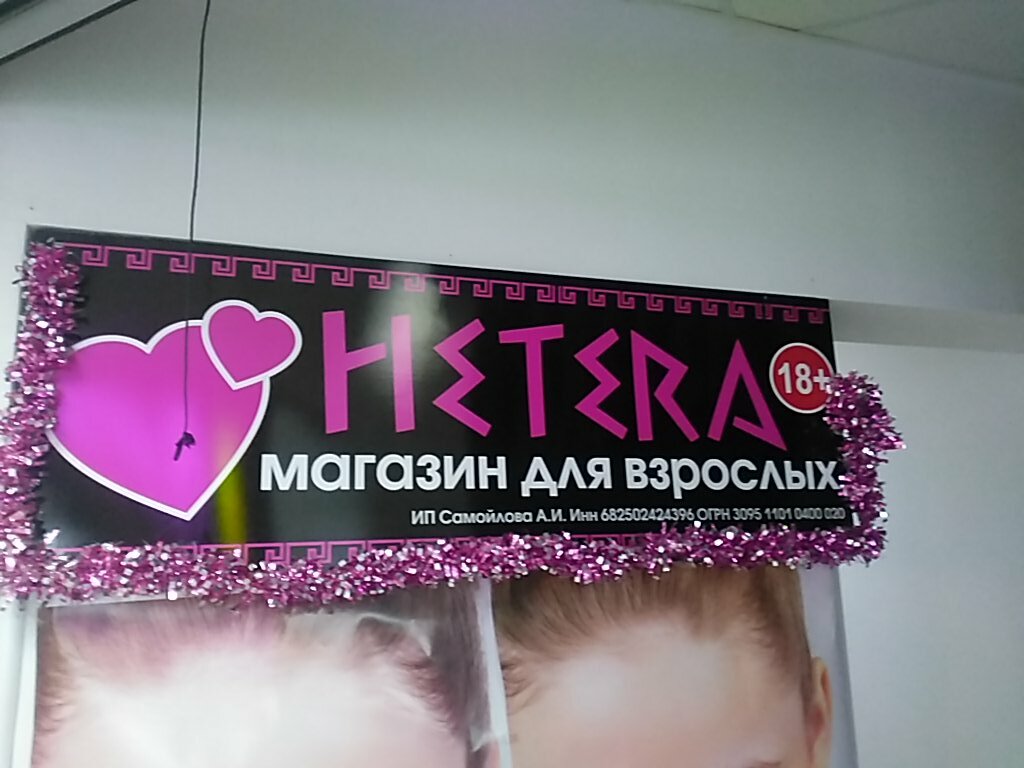 HETERA
18+
магазин для взрослых
ИП Самойлова А.И. Инн 682502424396 ОГРН 3095 1101 0400 020